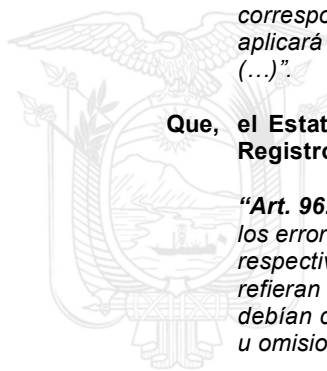 correspo
aplicará
(…)”.
Que, el Estat
Registro
“Art. 96.
los error
respectiv
refieran
debían c
u omisio